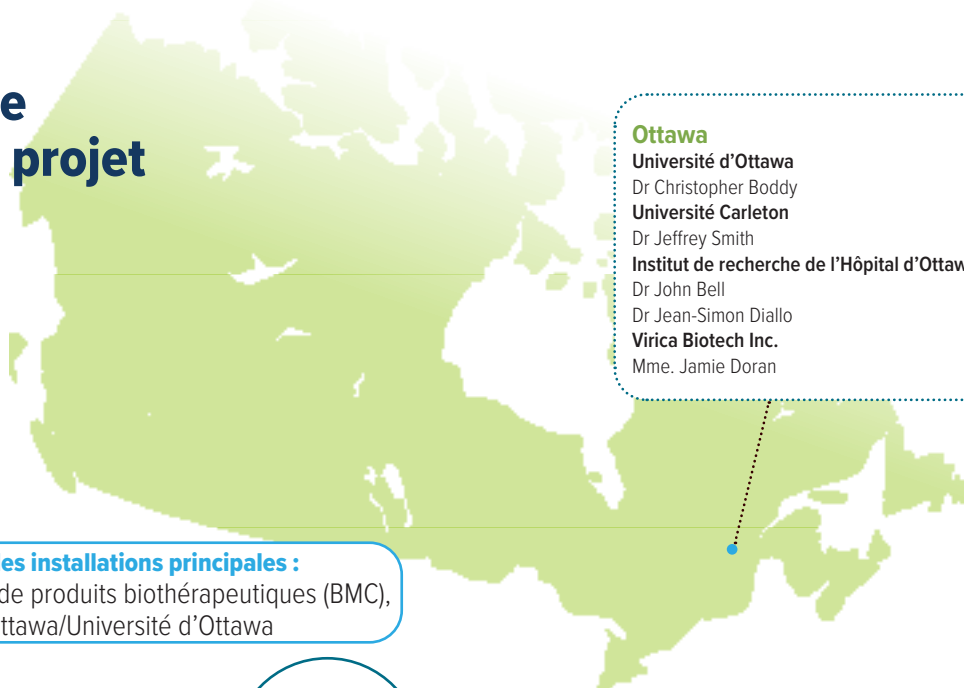 e
projet
Ottawa
Université d'Ottawa
Dr Christopher Boddy
Université Carleton
Dr Jeffrey Smith
Institut de recherche de l'Hôpital d'Ottaw
Dr John Bell
Dr Jean-Simon Diallo
Virica Biotech Inc.
Mme. Jamie Doran
es installations principales :
de produits biothérapeutiques (BMC),
ttawa/Université d'Ottawa